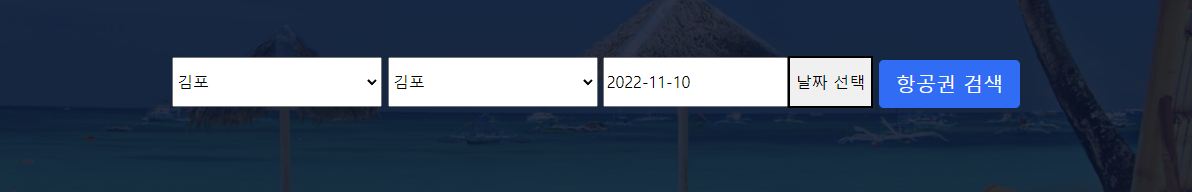 김포 김포 2022-11-10 날짜 선택 항공권 검색